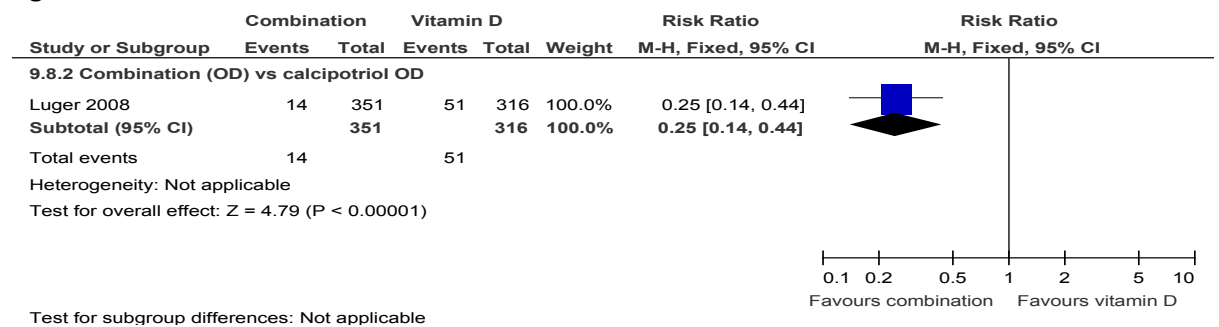 Combination Vitamin D Risk Ratio Risk Ratio
Study or Subgroup Events Total Events Total Weight M-H, Fixed, 95% CI M-H, Fixed, 95% CI
9.8.2 Combination (OD) vs calcipotriol OD
Luger 2008 14 351 51 316 100.0% 0.25 [0.14, 0.44]
Subtotal (95% CI) 351 316 100.0% 0.25 [0.14, 0.44]
Total events 14 51
Heterogeneity: Not applicable
Test for overall effect: Z = 4.79 (P < 0.00001)
0.1 0.2 0.5 1 2 5 10
Favours combination Favours vitamin D
Test for subgroup differences: Not applicable